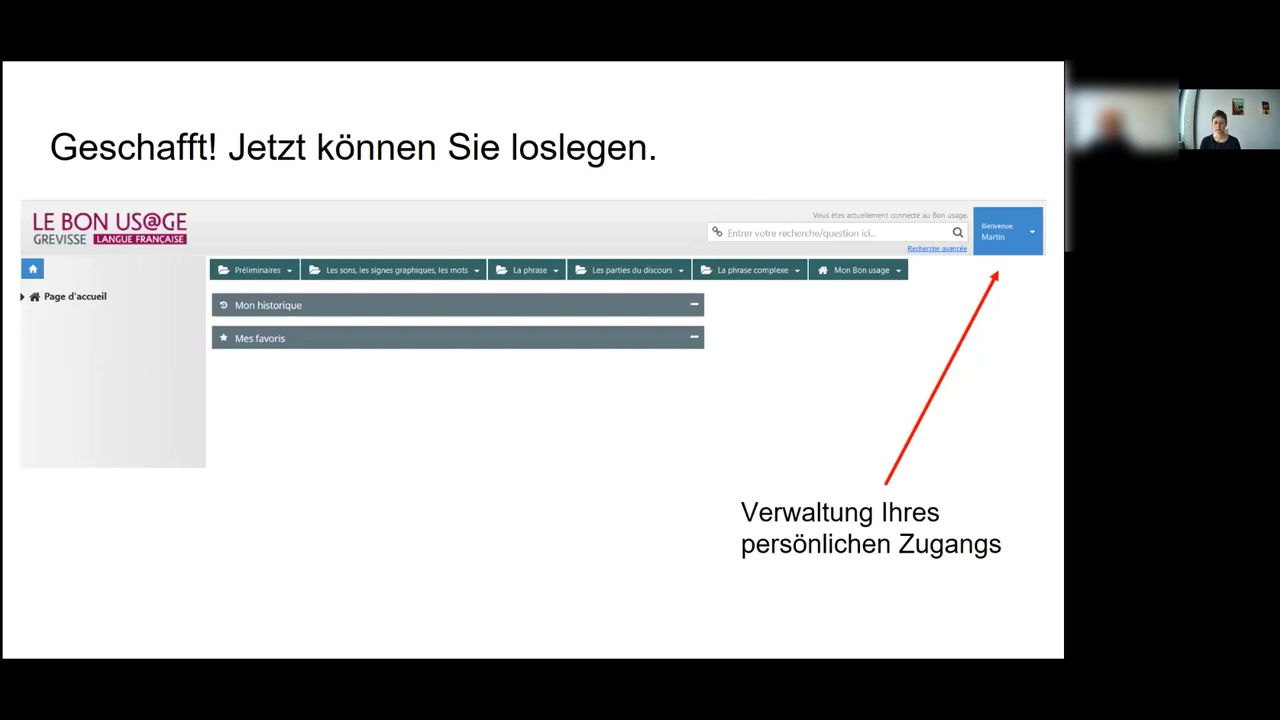 Geschafft! Jetzt können Sie loslegen.
LE BON US@GE
GREVISSE LANGUE FRANÇAISE
Vous êtes actuellement connecté au Bon usage.
Entrer votre recherche/question ici...
Recherche avancée
Bienvenue,
Martin
Préliminaires
Les sons, les signes graphiques, les mots
La phrase
Les parties du discours
La phrase complexe
Mon Bon usage
Page d'accueil
Mon historique
Mes favoris
Verwaltung Ihres
persönlichen Zugangs